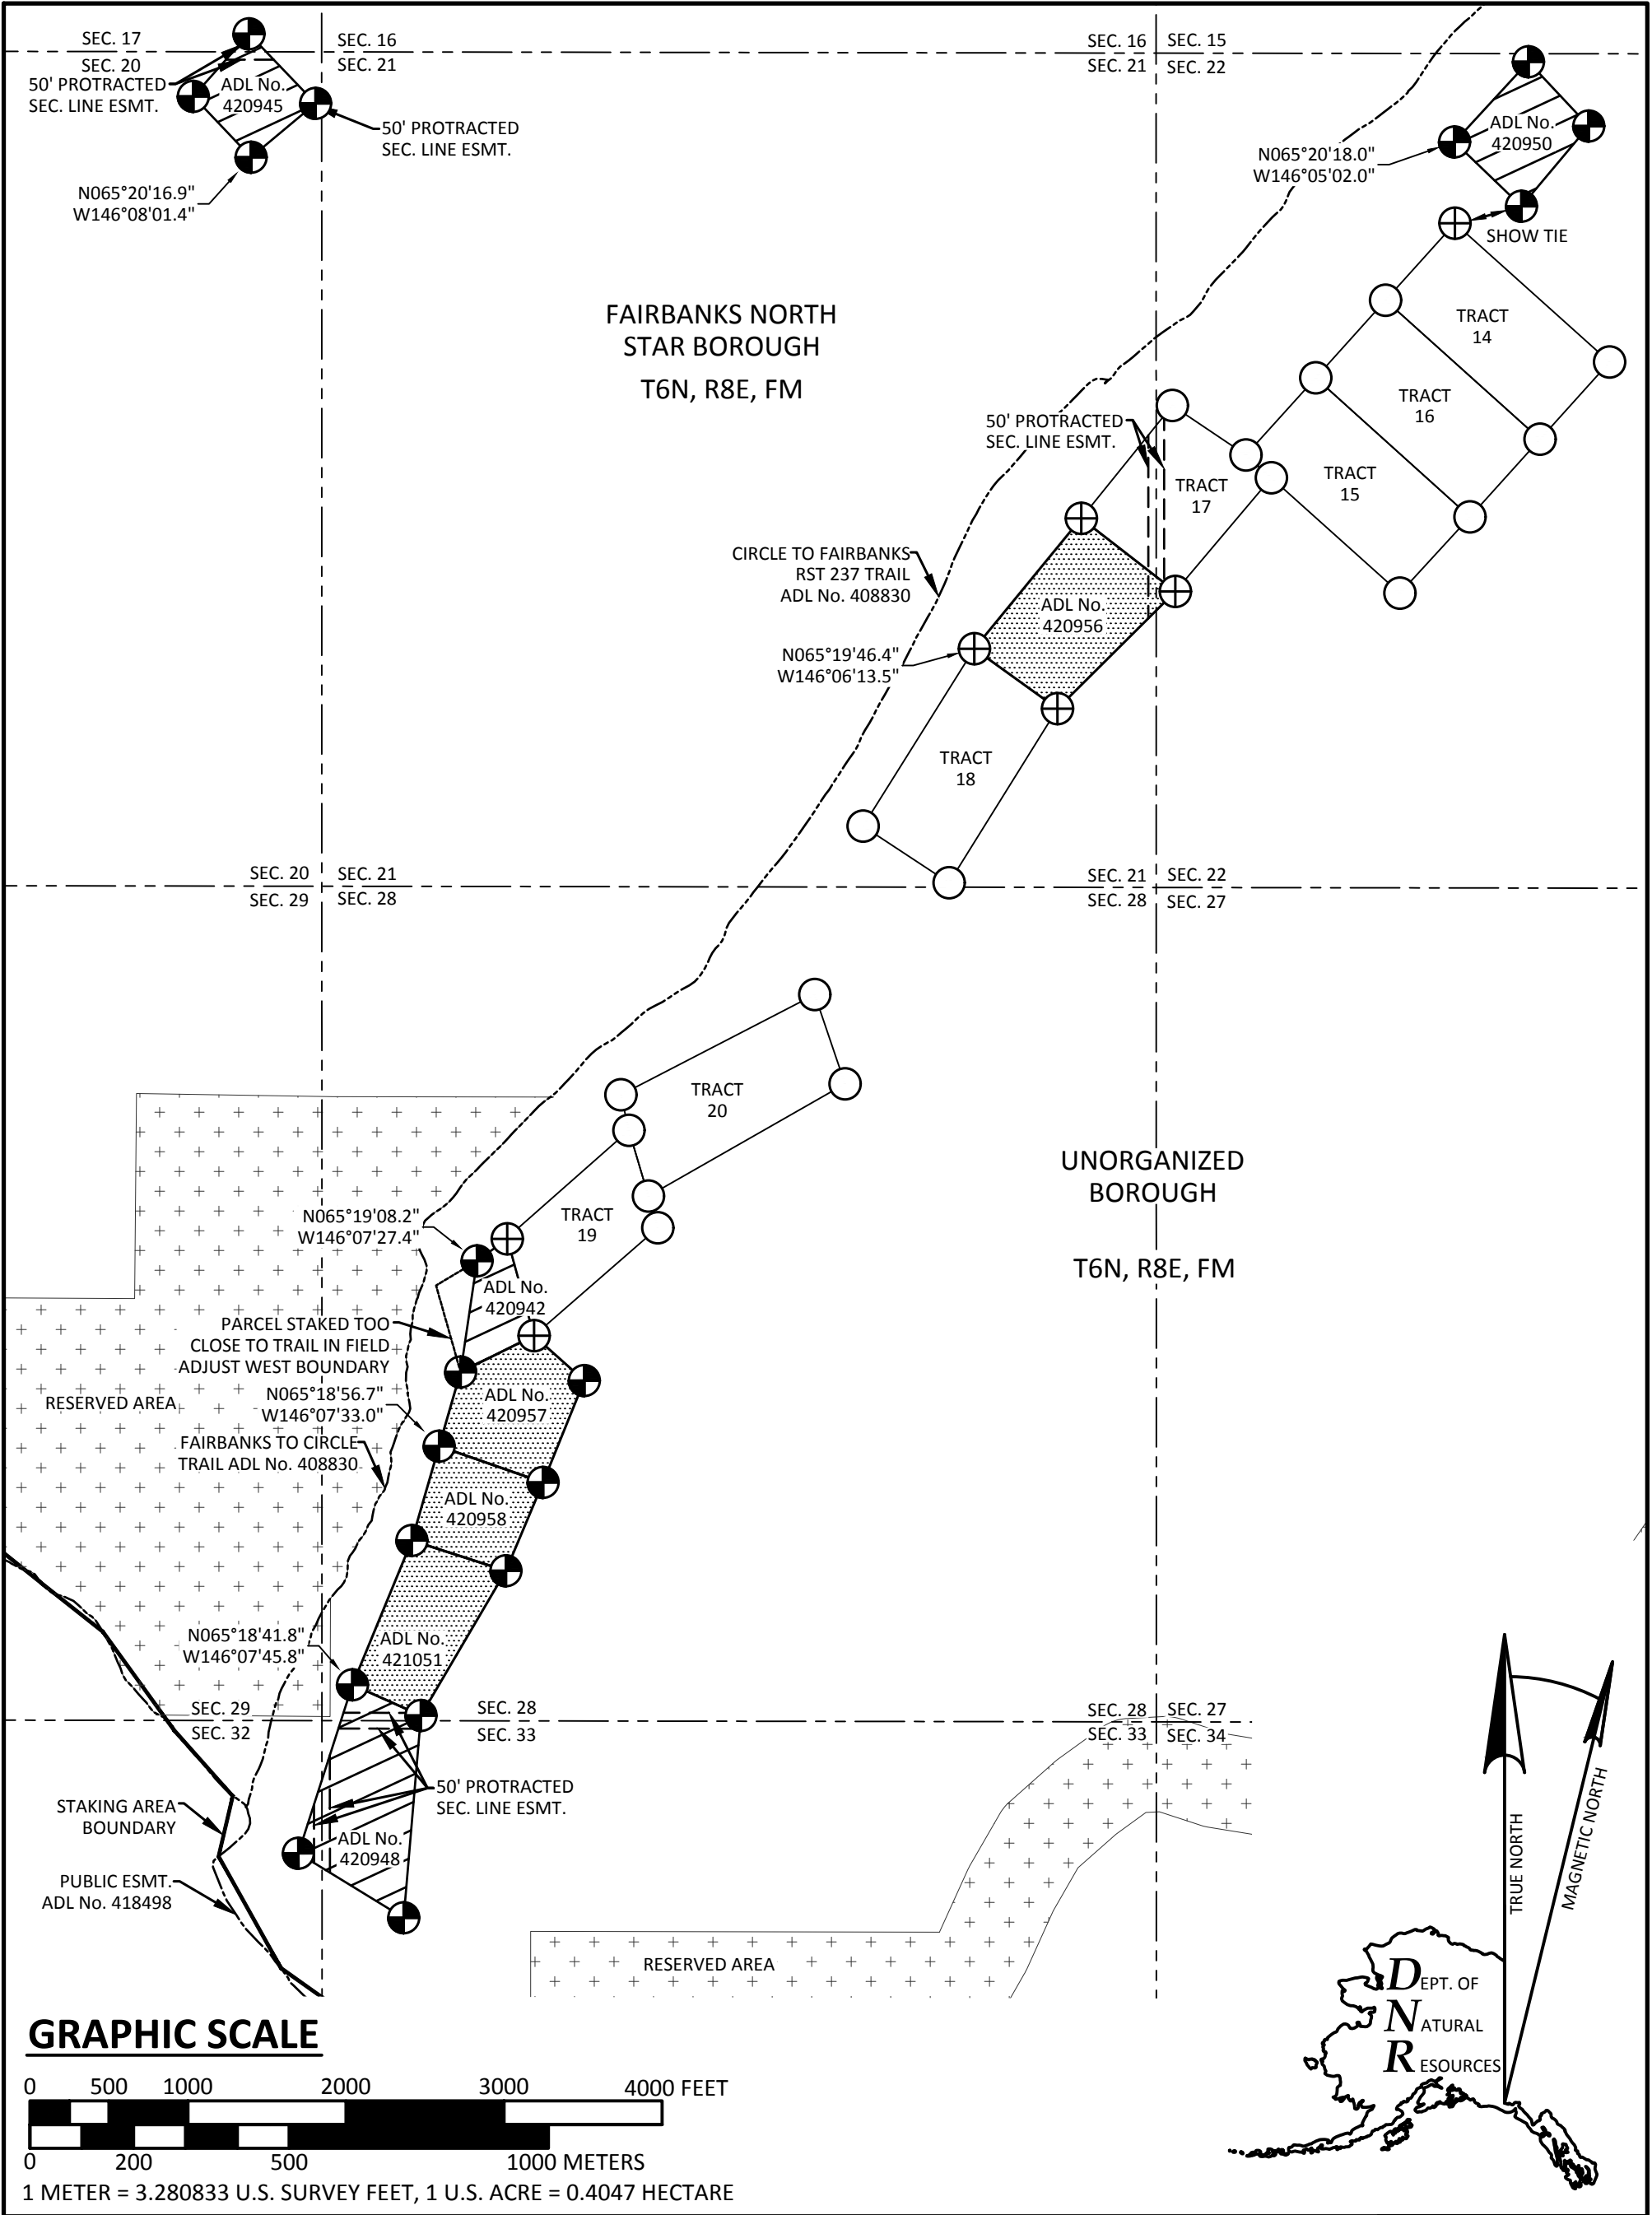 SEC. 17
SEC. 20
SEC. 16
SEC. 21
50' PROTRACTED
SEC. LINE ESMT.
ADL No.
420945
50' PROTRACTED
SEC. LINE ESMT.
N065°20'16.9"
W146°08'01.4"
SEC. 16
SEC. 21
SEC. 15
SEC. 22
ADL No.
420950
N065°20'18.0"
W146°05'02.0"
SHOW TIE
FAIRBANKS NORTH
STAR BOROUGH
T6N, R8E, FM
TRACT
14
TRACT
16
TRACT
15
50' PROTRACTED
SEC. LINE ESMT.
TRACT
17
CIRCLE TO FAIRBANKS
RST 237 TRAIL
ADL No. 408830
ADL No.
420956
N065°19'46.4"
W146°06'13.5"
TRACT
18
SEC. 20
SEC. 29
SEC. 21
SEC. 28
SEC. 21
SEC. 28
SEC. 22
SEC. 27
TRACT
20
UNORGANIZED
BOROUGH
T6N, R8E, FM
N065°19'08.2"
W146°07'27.4"
TRACT
19
ADL No.
420942
PARCEL STAKED TOO
CLOSE TO TRAIL IN FIELD
ADJUST WEST BOUNDARY
RESERVED AREA
N065°18'56.7"
W146°07'33.0"
ADL No.
420957
FAIRBANKS TO CIRCLE
TRAIL ADL No. 408830
ADL No.
420958
N065°18'41.8"
W146°07'45.8"
ADL No.
421051
SEC. 29
SEC. 32
SEC. 28
SEC. 33
SEC. 28
SEC. 33
SEC. 27
SEC. 34
50' PROTRACTED
SEC. LINE ESMT.
STAKING AREA
BOUNDARY
ADL No.
420948
PUBLIC ESMT.
ADL No. 418498
RESERVED AREA
TRUE NORTH
MAGNETIC NORTH
DEPT. OF
NATURAL
RESOURCES
GRAPHIC SCALE
0 500 1000 2000 3000 4000 FEET
0 200 500 1000 METERS
1 METER = 3.280833 U.S. SURVEY FEET, 1 U.S. ACRE = 0.4047 HECTARE